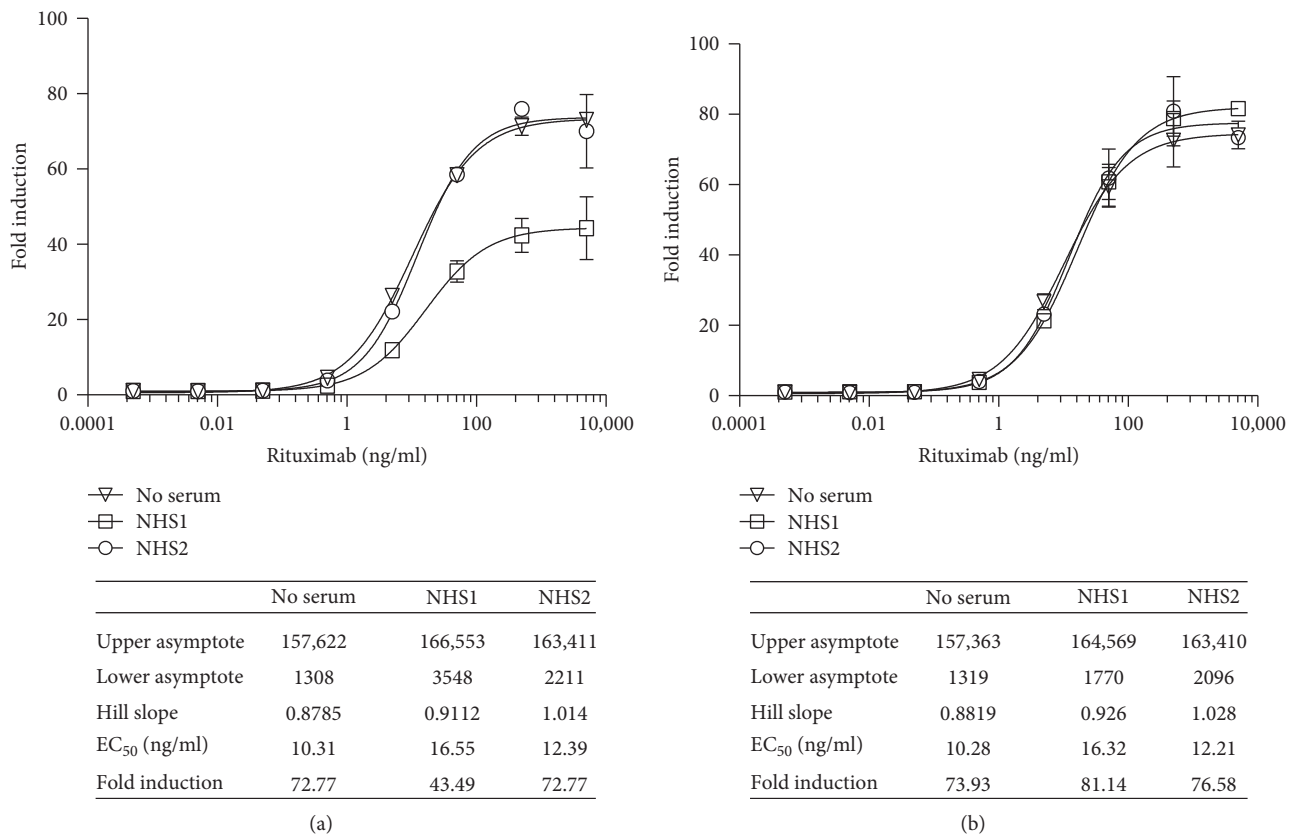 100
80
60
40
20
0
Fold induction
0.0001 0.01 1 100 10,000
Rituximab (ng/ml)
No serum
NHS1
NHS2
No serum NHS1 NHS2
Upper asymptote 157,622 166,553 163,411
Lower asymptote 1308 3548 2211
Hill slope 0.8785 0.9112 1.014
EC50 (ng/ml) 10.31 16.55 12.39
Fold induction 72.77 43.49 72.77
(a)
100
80
60
40
20
0
Fold induction
0.0001 0.01 1 100 10,000
Rituximab (ng/ml)
No serum
NHS1
NHS2
No serum NHS1 NHS2
Upper asymptote 157,363 164,569 163,410
Lower asymptote 1319 1770 2096
Hill slope 0.8819 0.926 1.028
EC50 (ng/ml) 10.28 16.32 12.21
Fold induction 73.93 81.14 76.58
(b)